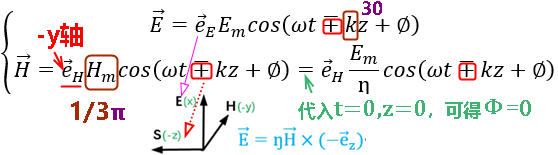 30
E⃗ = e⃗_E E_m cos(ωt ∓ kz + ∅)
-y轴
H⃗ = e⃗_H H_m cos(ωt ∓ kz + ∅) = e⃗_H E_m/η cos(ωt ∓ kz + ∅)
1/3π
代入t=0,z=0，可得Φ=0
E(x)
H(-y)
S(-z)
E⃗ = ŋH⃗ × (−e⃗_z)